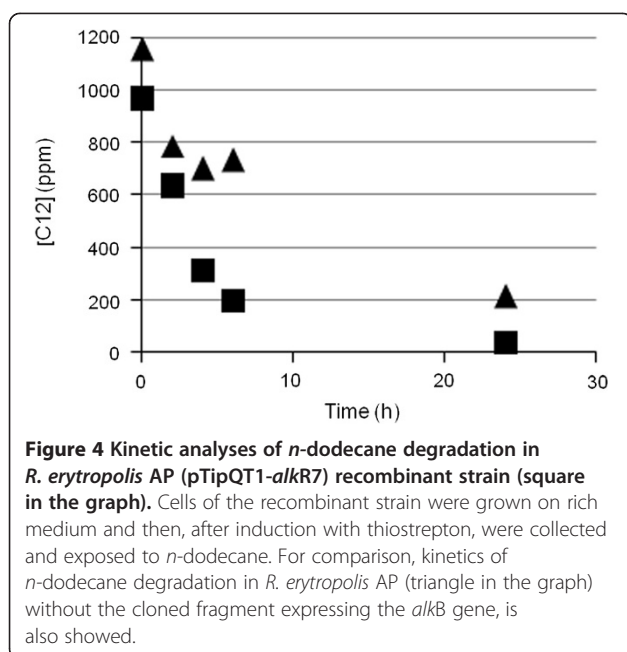 1200
1000
800
600
400
200
0
[C12] (ppm)
0
10
20
30
Time (h)
Figure 4 Kinetic analyses of n-dodecane degradation in
R. erytropolis AP (pTipQT1-alkR7) recombinant strain (square
in the graph). Cells of the recombinant strain were grown on rich
medium and then, after induction with thiostrepton, were collected
and exposed to n-dodecane. For comparison, kinetics of
n-dodecane degradation in R. erytropolis AP (triangle in the graph)
without the cloned fragment expressing the alkB gene, is
also showed.